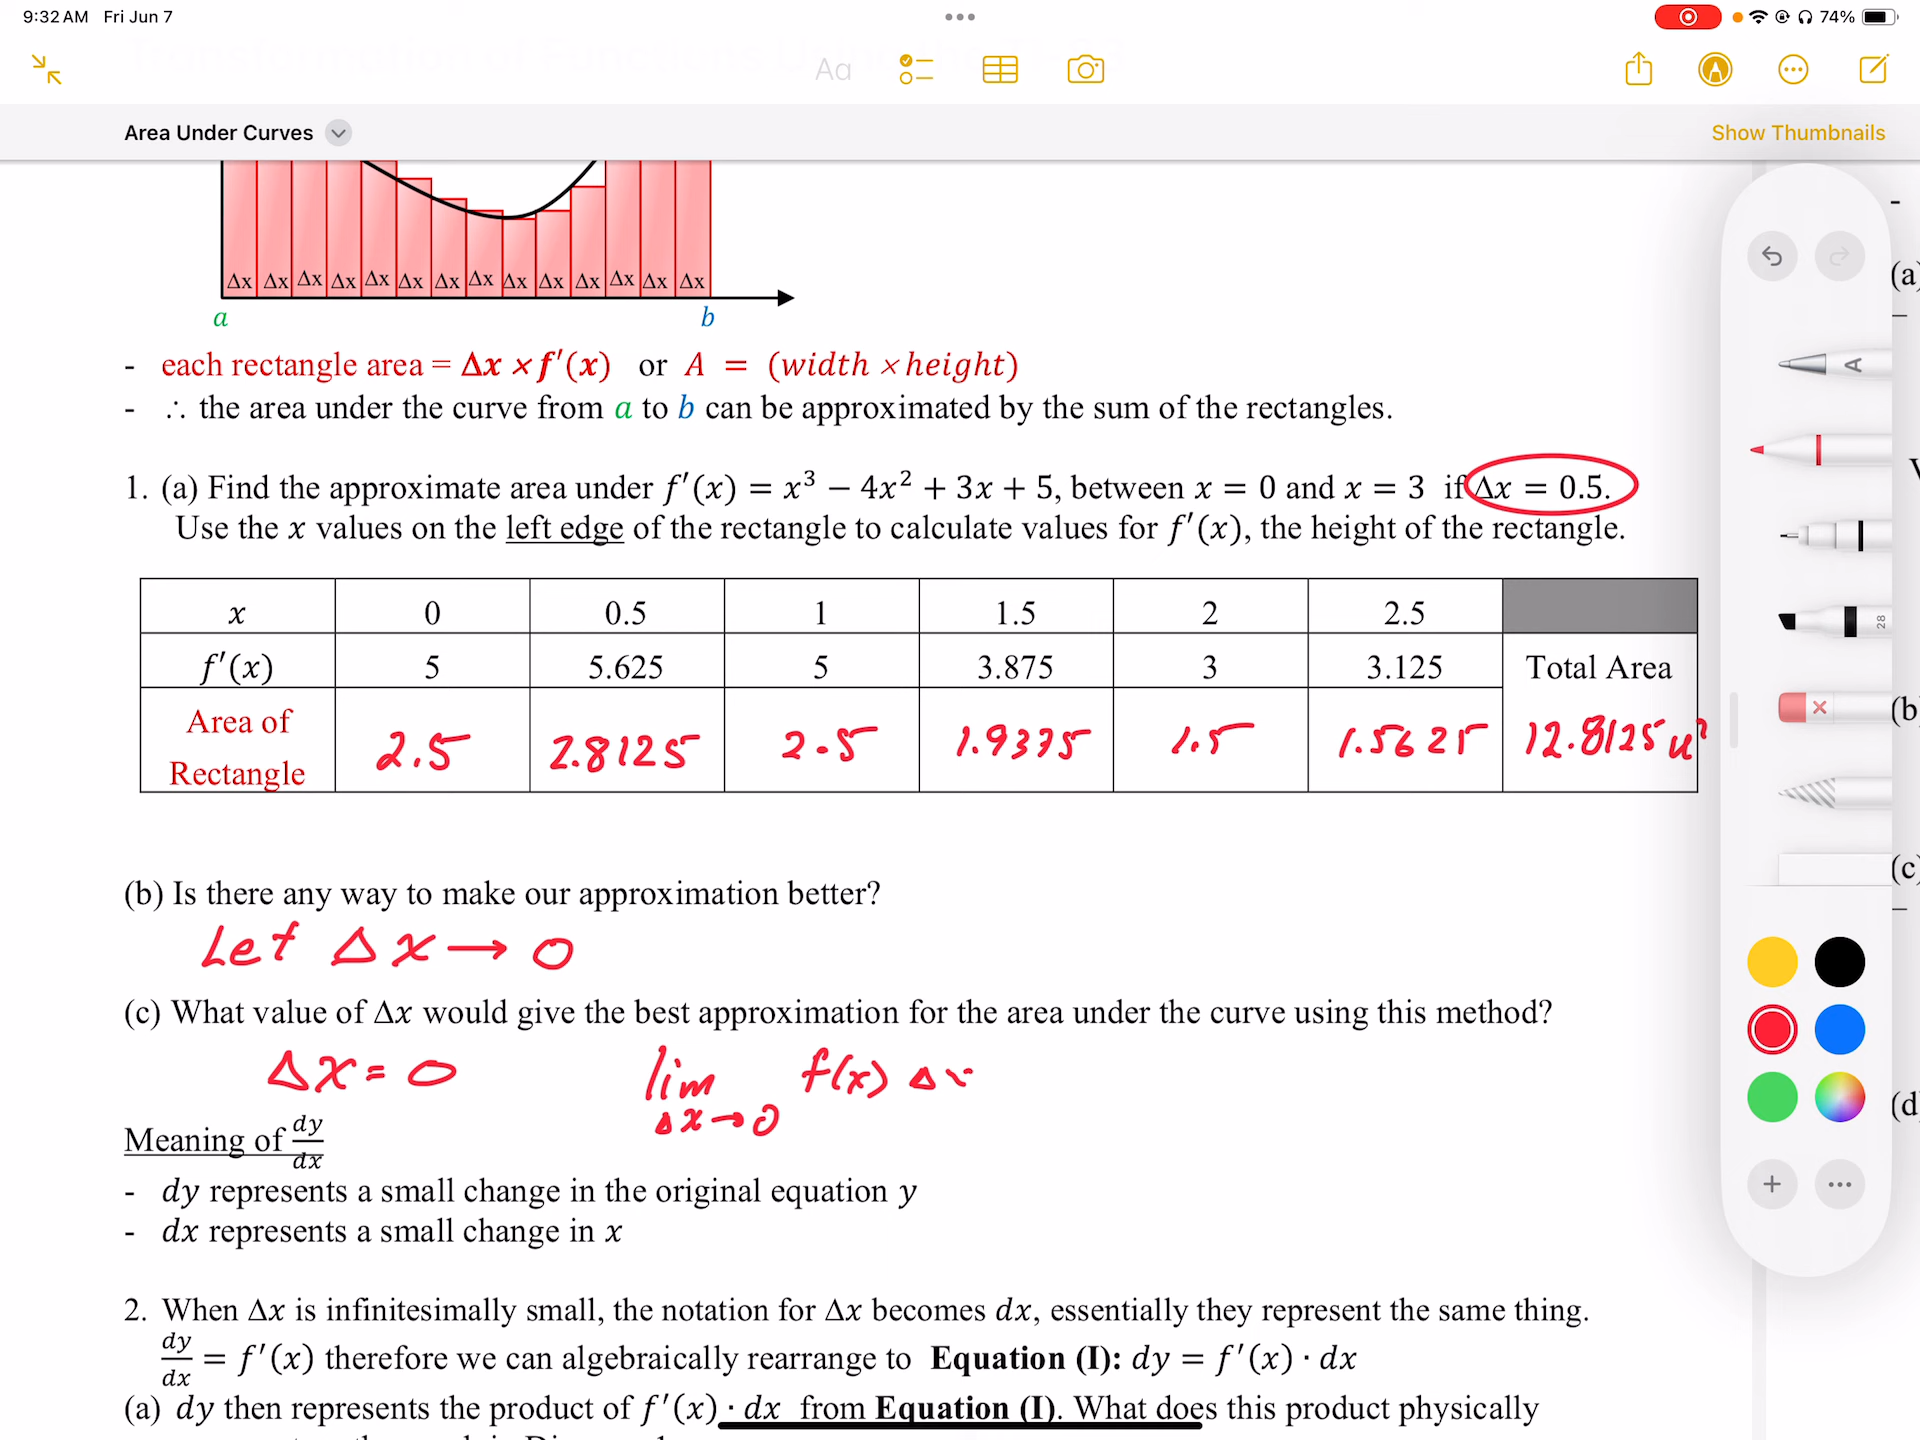 9:32 AM Fri Jun 7
74%
Aa
Area Under Curves
Show Thumbnails
Δx Δx Δx Δx Δx Δx Δx Δx Δx Δx Δx Δx Δx Δx
a b
- each rectangle area = Δx × f′(x) or A = (width × height)
- ∴ the area under the curve from a to b can be approximated by the sum of the rectangles.
1. (a) Find the approximate area under f′(x) = x³ − 4x² + 3x + 5, between x = 0 and x = 3 if Δx = 0.5.
Use the x values on the left edge of the rectangle to calculate values for f′(x), the height of the rectangle.
x 0 0.5 1 1.5 2 2.5
f′(x) 5 5.625 5 3.875 3 3.125 Total Area
Area of
Rectangle 2.5 2.8125 2.5 1.9375 1.5 1.5625 12.8125 u²
(b) Is there any way to make our approximation better?
Let Δx → 0
(c) What value of Δx would give the best approximation for the area under the curve using this method?
Δx = 0 lim f(x) Δx
Δx → 0
Meaning of dy/dx
- dy represents a small change in the original equation y
- dx represents a small change in x
2. When Δx is infinitesimally small, the notation for Δx becomes dx, essentially they represent the same thing.
dy/dx = f′(x) therefore we can algebraically rearrange to Equation (I): dy = f′(x) · dx
(a) dy then represents the product of f′(x) · dx from Equation (I). What does this product physically
A
28
-
(a)
(b
(c)
(d